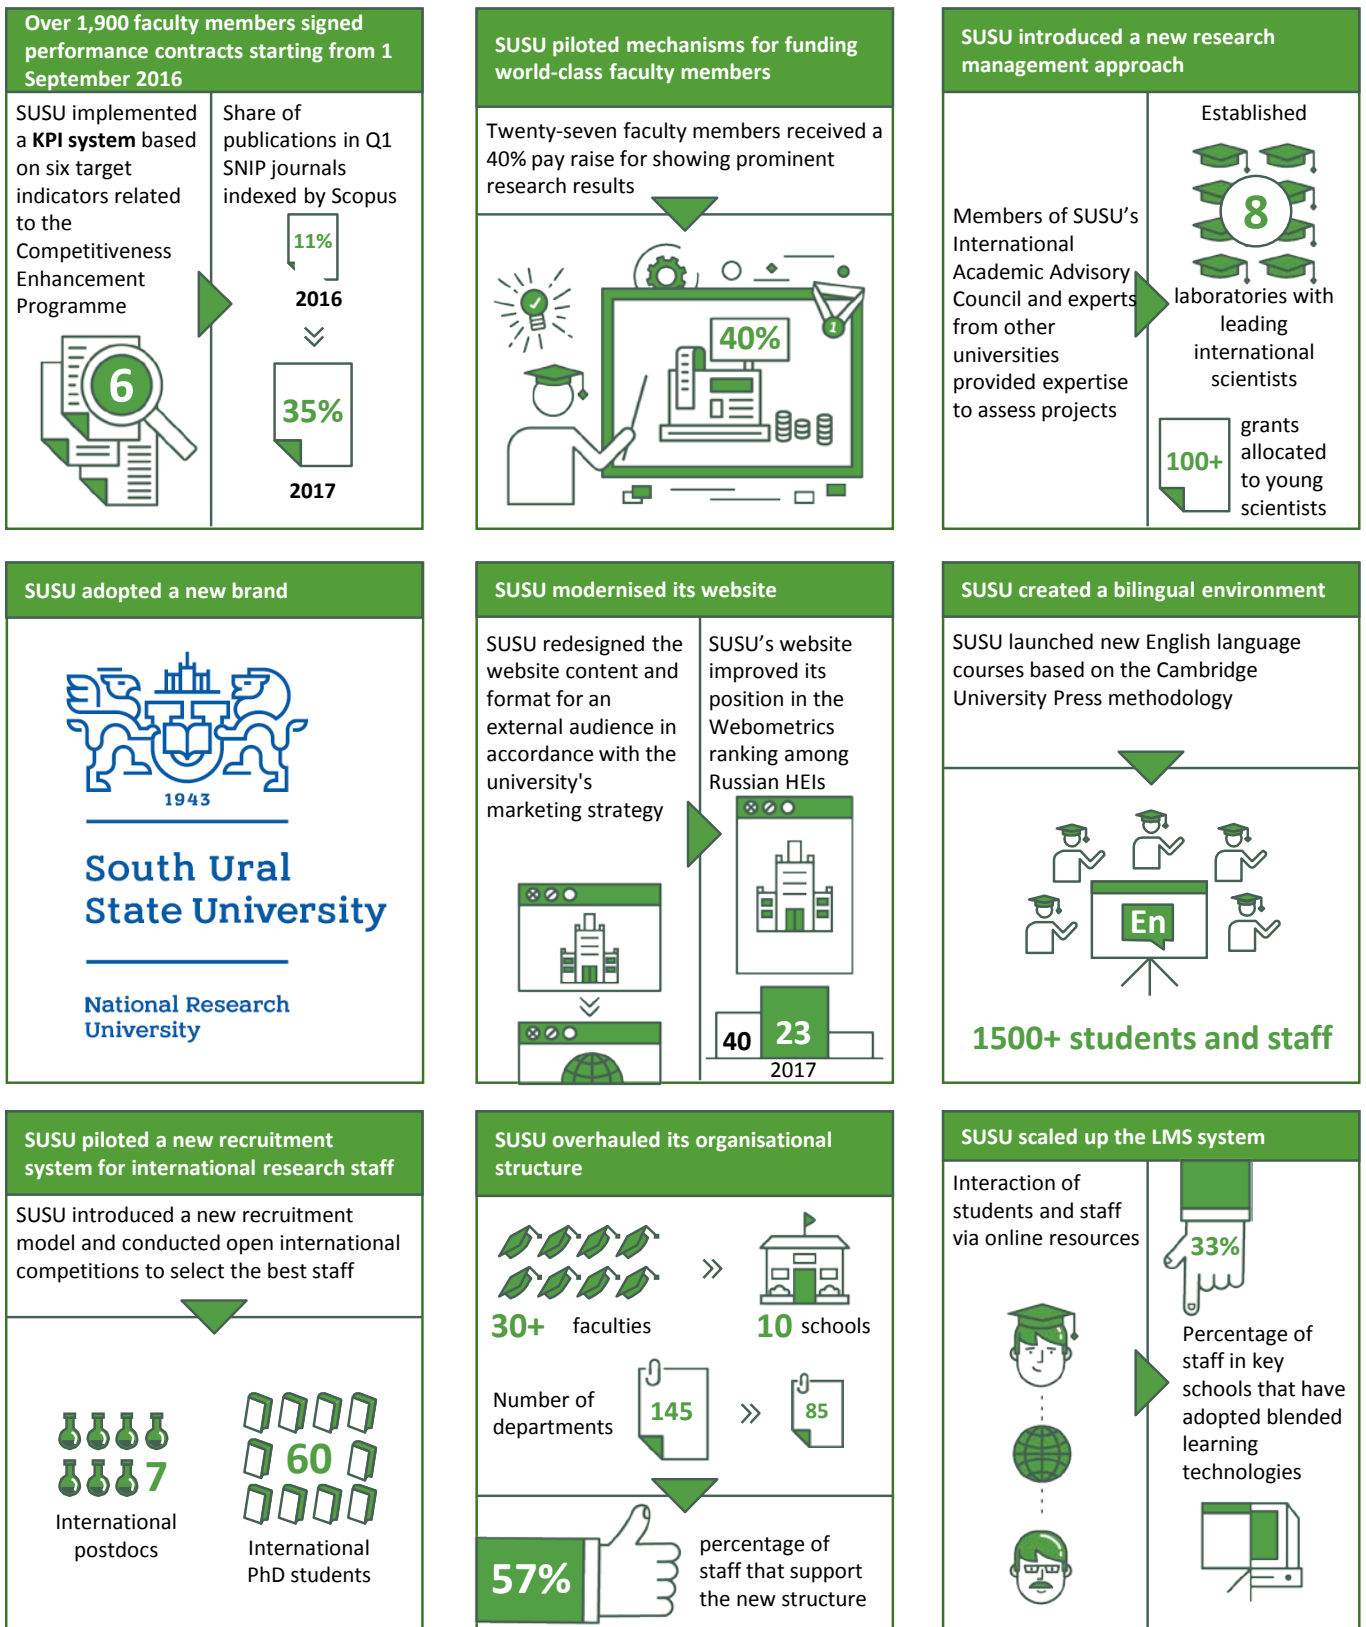 Over 1,900 faculty members signed
performance contracts starting from 1
September 2016
SUSU implemented
a KPI system based
on six target
indicators related
to the
Competitiveness
Enhancement
Programme
6
Share of
publications in Q1
SNIP journals
indexed by Scopus
11%
2016
35%
2017
SUSU piloted mechanisms for funding
world-class faculty members
Twenty-seven faculty members received a
40% pay raise for showing prominent
research results
40%
1
SUSU introduced a new research
management approach
Members of SUSU's
International
Academic Advisory
Council and experts
from other
universities
provided expertise
to assess projects
Established
8
laboratories with
leading
international
scientists
100+
grants
allocated
to young
scientists
SUSU adopted a new brand
1943
South Ural
State University
National Research
University
SUSU modernised its website
SUSU redesigned the
website content and
format for an
external audience in
accordance with the
university's
marketing strategy
SUSU's website
improved its
position in the
Webometrics
ranking among
Russian HEIs
40
23
2017
SUSU created a bilingual environment
SUSU launched new English language
courses based on the Cambridge
University Press methodology
En
1500+ students and staff
SUSU piloted a new recruitment
system for international research staff
SUSU introduced a new recruitment
model and conducted open international
competitions to select the best staff
7
International
postdocs
60
International
PhD students
SUSU overhauled its organisational
structure
30+ faculties
10 schools
Number of
departments
145
85
57%
percentage of
staff that support
the new structure
SUSU scaled up the LMS system
Interaction of
students and staff
via online resources
33%
Percentage of
staff in key
schools that have
adopted blended
learning
technologies